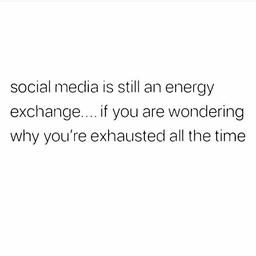 social media is still an energy
exchange.... if you are wondering
why you’re exhausted all the time